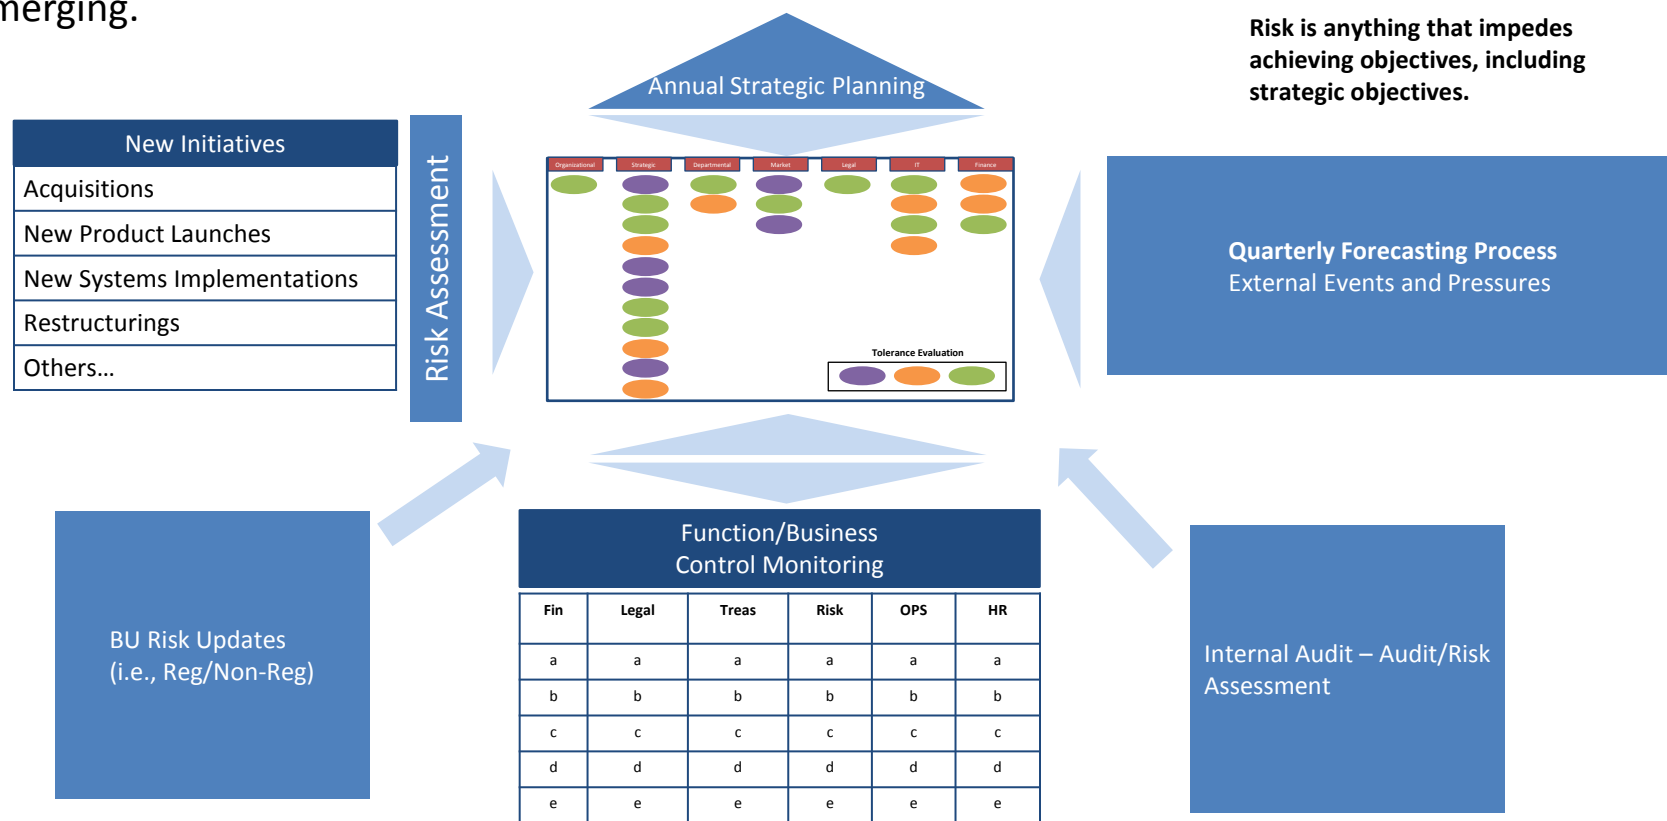 merging.
Risk is anything that impedes
achieving objectives, including
strategic objectives.
Annual Strategic Planning
New Initiatives
Acquisitions
New Product Launches
New Systems Implementations
Restructurings
Others…
Risk Assessment
Organizational Strategic Departmental Market Legal IT Finance
Tolerance Evaluation
Quarterly Forecasting Process
External Events and Pressures
BU Risk Updates
(i.e., Reg/Non-Reg)
Function/Business
Control Monitoring
Fin Legal Treas Risk OPS HR
a a a a a a
b b b b b b
c c c c c c
d d d d d d
e e e e e e
Internal Audit – Audit/Risk
Assessment